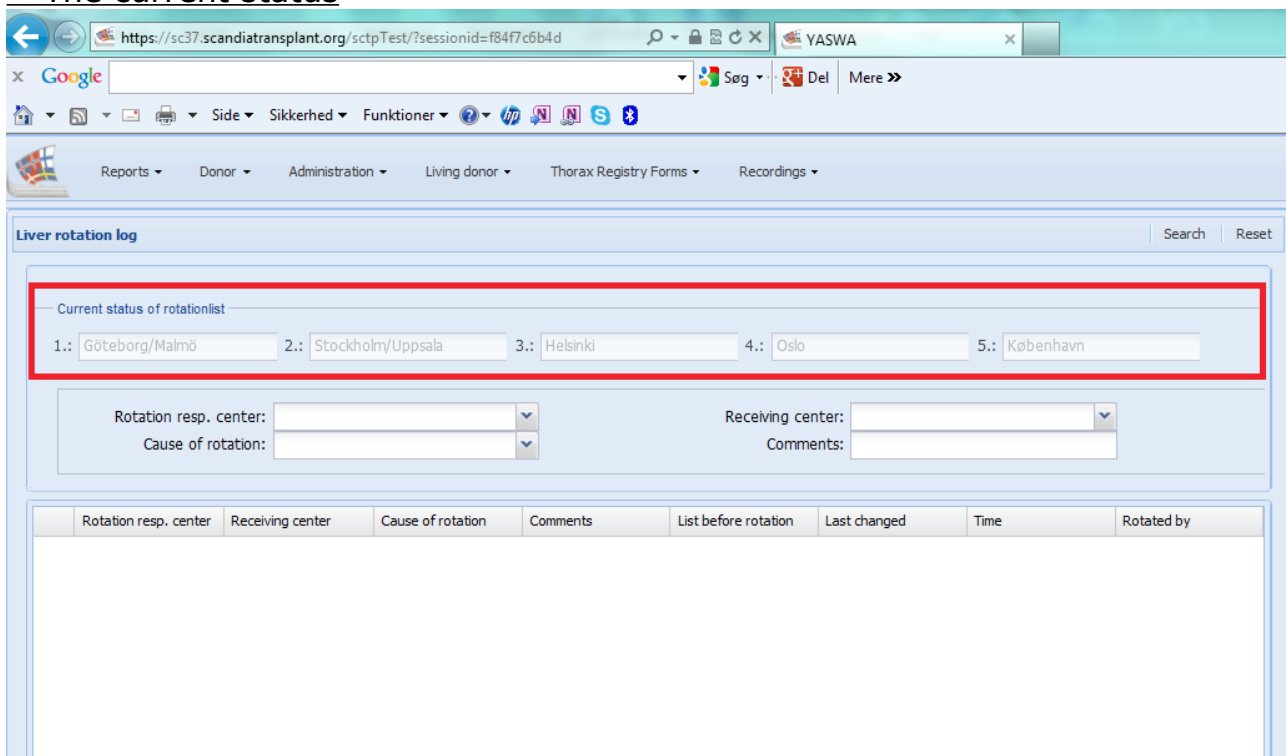 The current status
https://sc37.scandiatransplant.org/sctpTest/?sessionid=f84f7c6b4d YASWA
x Google Søg Del Mere »
Side Sikkerhed Funktioner
Reports Donor Administration Living donor Thorax Registry Forms Recordings
Liver rotation log Search Reset
Current status of rotationlist
1.: Göteborg/Malmö 2.: Stockholm/Uppsala 3.: Helsinki 4.: Oslo 5.: København
Rotation resp. center: Receiving center:
Cause of rotation: Comments:
Rotation resp. center Receiving center Cause of rotation Comments List before rotation Last changed Time Rotated by